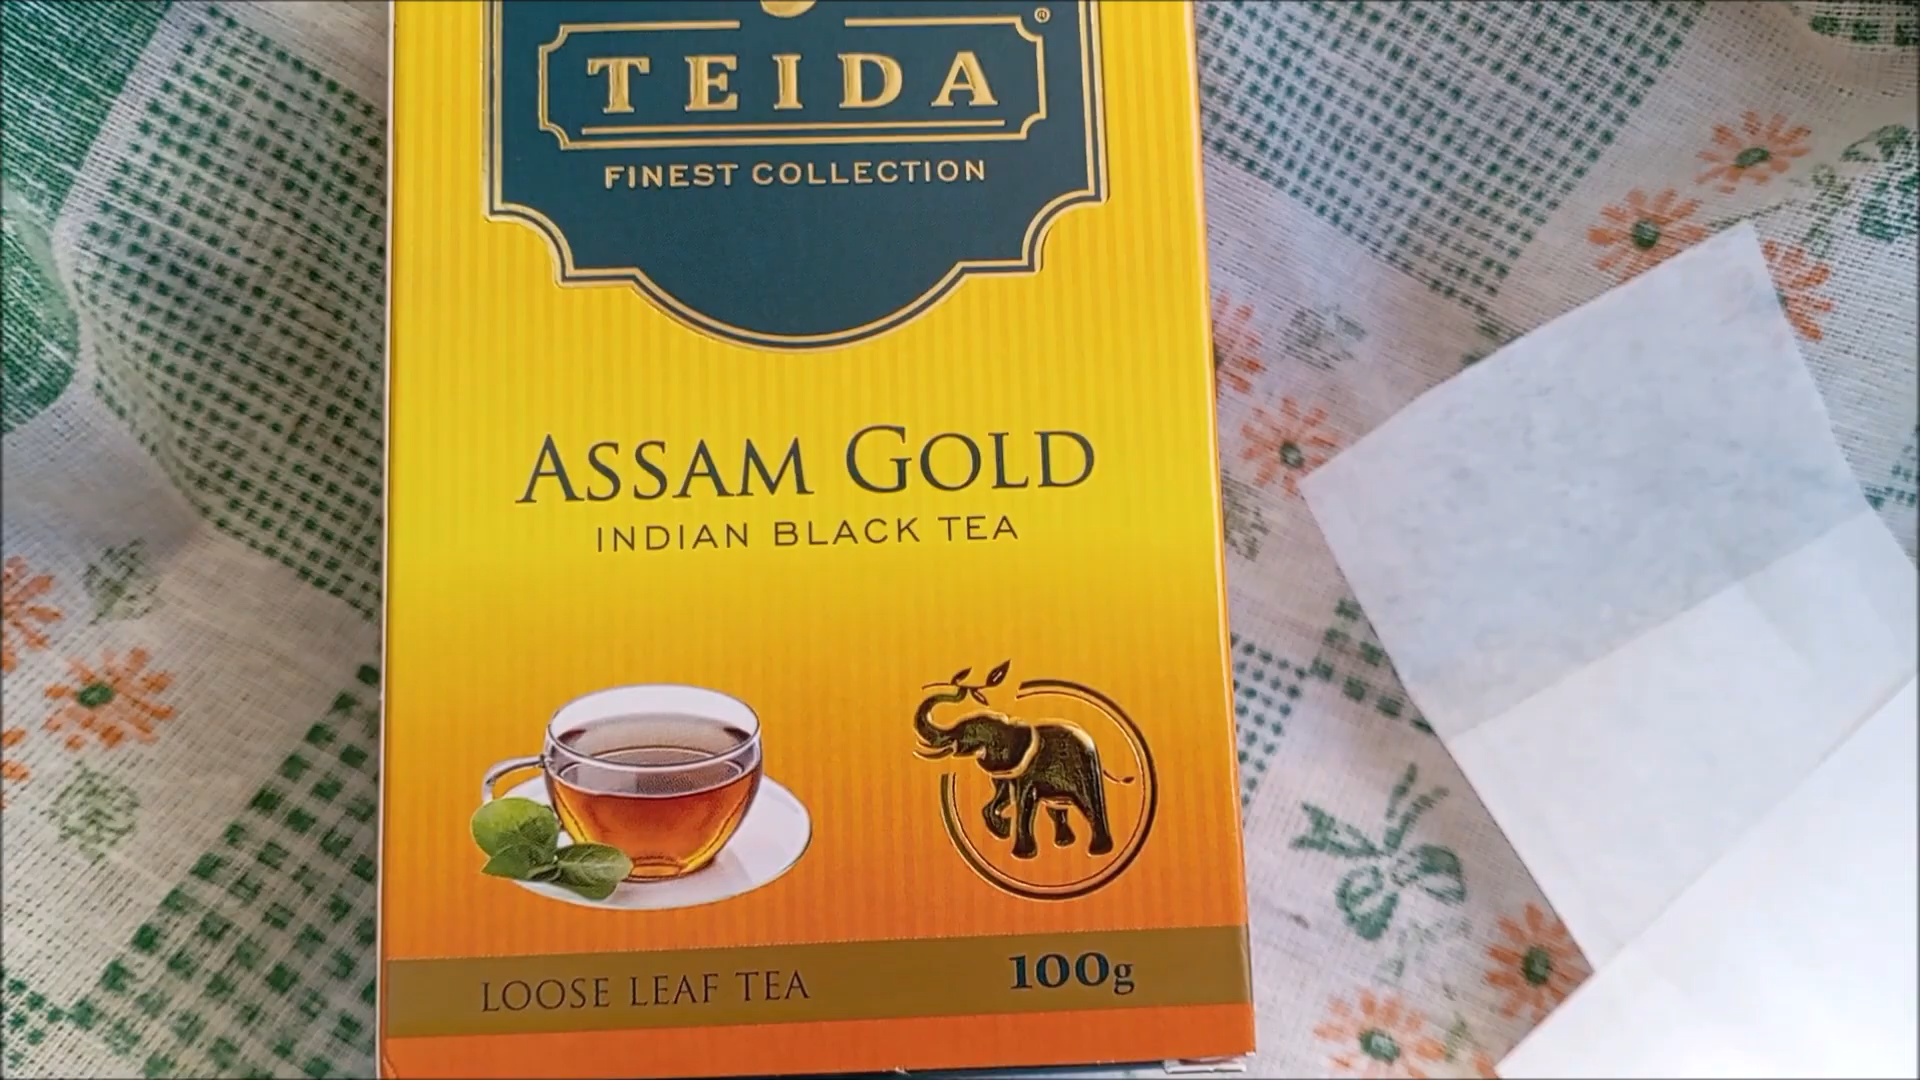 ®
TEIDA
FINEST COLLECTION
ASSAM GOLD
INDIAN BLACK TEA
LOOSE LEAF TEA 100g